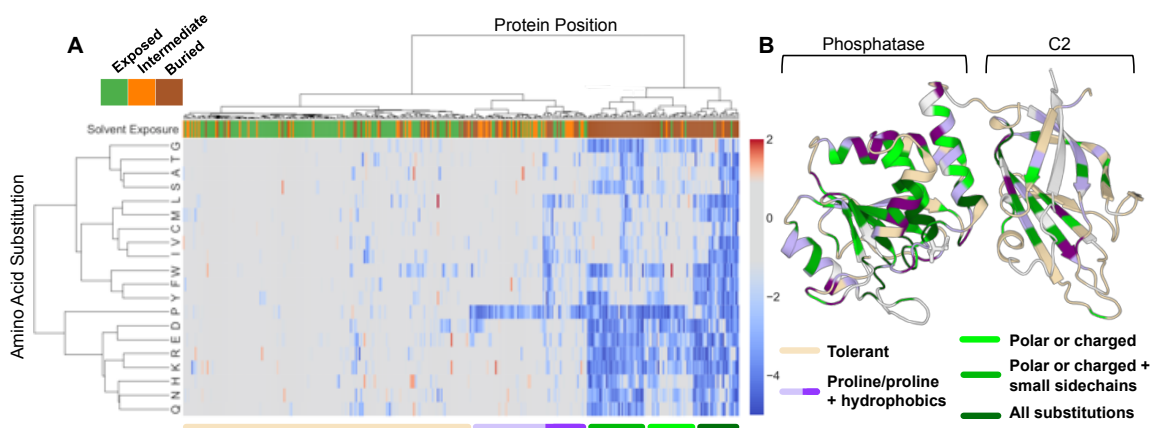 A
Exposed
Intermediate
Buried
Protein Position
Solvent Exposure
Amino Acid Substitution
G
T
A
S
L
M
C
V
I
W
F
Y
P
D
E
R
K
H
N
Q
2
0
−2
−4
B
Phosphatase
C2
Tolerant
Proline/proline
+ hydrophobics
Polar or charged
Polar or charged +
small sidechains
All substitutions